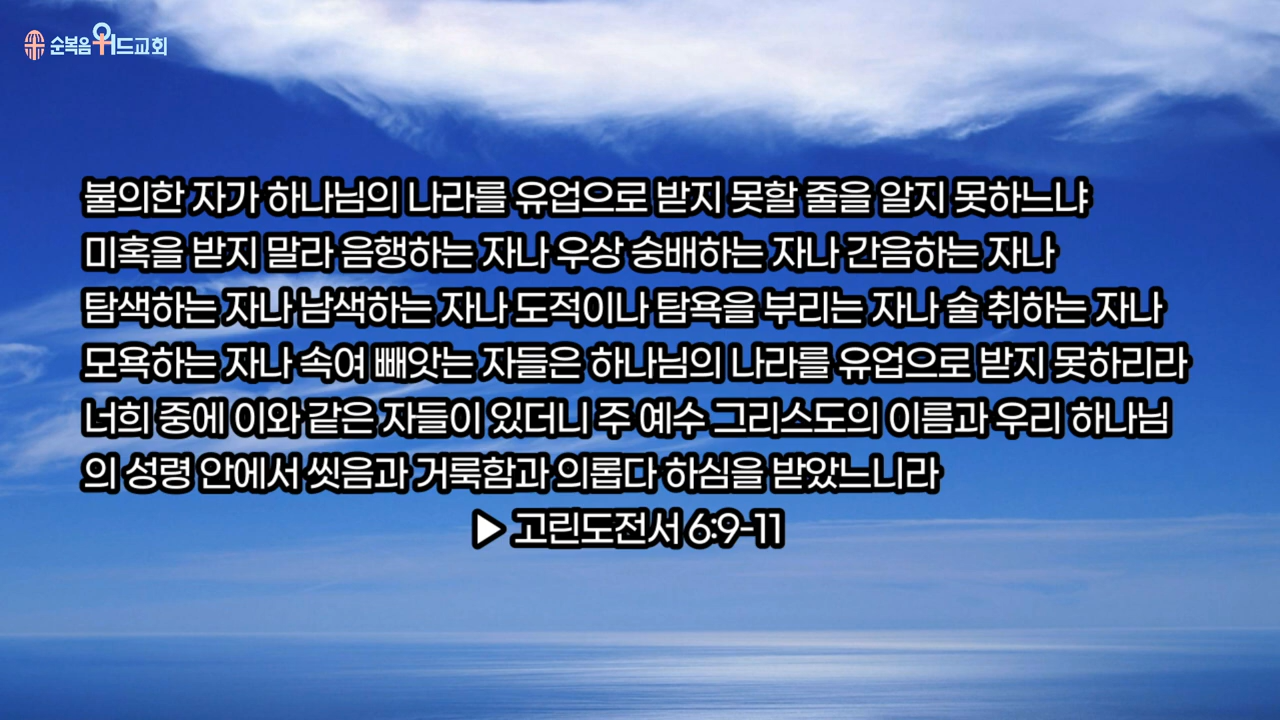 순복음워드교회
불의한 자가 하나님의 나라를 유업으로 받지 못할 줄을 알지 못하느냐
미혹을 받지 말라 음행하는 자나 우상 숭배하는 자나 간음하는 자나
탐색하는 자나 남색하는 자나 도적이나 탐욕을 부리는 자나 술 취하는 자나
모욕하는 자나 속여 빼앗는 자들은 하나님의 나라를 유업으로 받지 못하리라
너희 중에 이와 같은 자들이 있더니 주 예수 그리스도의 이름과 우리 하나님
의 성령 안에서 씻음과 거룩함과 의롭다 하심을 받았느니라
▶ 고린도전서 6:9-11